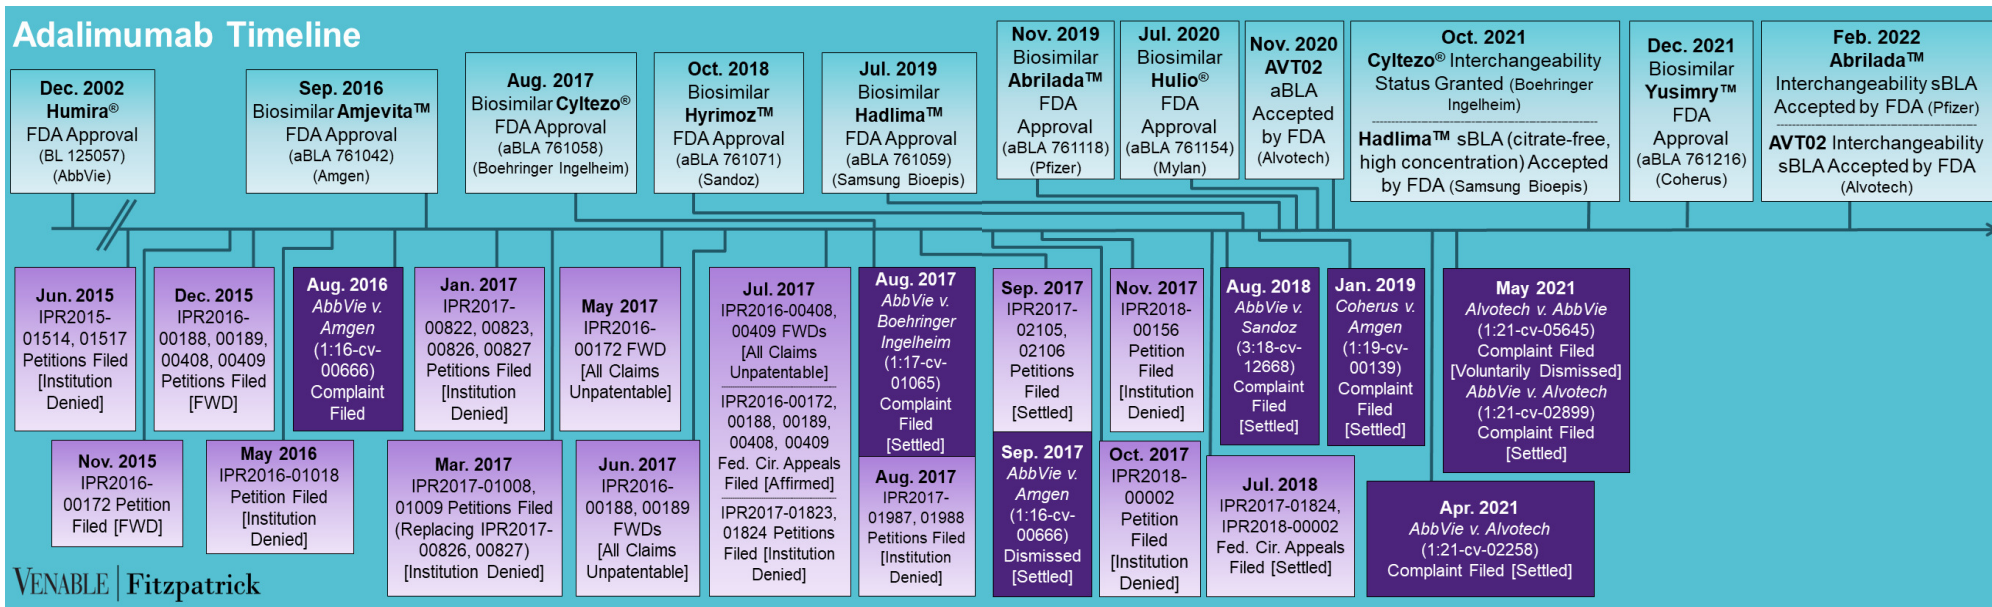 Adalimumab Timeline
Dec. 2002
Humira®
FDA Approval
(BL 125057)
(AbbVie)
Sep. 2016
Biosimilar Amjevita™
FDA Approval
(aBLA 761042)
(Amgen)
Aug. 2017
Biosimilar Cyltezo®
FDA Approval
(aBLA 761058)
(Boehringer Ingelheim)
Oct. 2018
Biosimilar
Hyrimoz™
FDA Approval
(aBLA 761071)
(Sandoz)
Jul. 2019
Biosimilar
Hadlima™
FDA Approval
(aBLA 761059)
(Samsung Bioepis)
Nov. 2019
Biosimilar
Abrilada™
FDA
Approval
(aBLA 761118)
(Pfizer)
Jul. 2020
Biosimilar
Hulio®
FDA
Approval
(aBLA 761154)
(Mylan)
Nov. 2020
AVT02
aBLA
Accepted
by FDA
(Alvotech)
Oct. 2021
Cyltezo® Interchangeability
Status Granted (Boehringer
Ingelheim)
Hadlima™ sBLA (citrate-free,
high concentration) Accepted
by FDA (Samsung Bioepis)
Dec. 2021
Biosimilar
Yusimry™
FDA
Approval
(aBLA 761216)
(Coherus)
Feb. 2022
Abrilada™
Interchangeability sBLA
Accepted by FDA (Pfizer)
AVT02 Interchangeability
sBLA Accepted by FDA
(Alvotech)
Jun. 2015
IPR2015-
01514, 01517
Petitions Filed
[Institution
Denied]
Dec. 2015
IPR2016-
00188, 00189,
00408, 00409
Petitions Filed
[FWD]
Aug. 2016
AbbVie v.
Amgen
(1:16-cv-
00666)
Complaint
Filed
Jan. 2017
IPR2017-
00822, 00823,
00826, 00827
Petitions Filed
[Institution
Denied]
May 2017
IPR2016-
00172 FWD
[All Claims
Unpatentable]
Jul. 2017
IPR2016-00408,
00409 FWDs
[All Claims
Unpatentable]
IPR2016-00172,
00188, 00189,
00408, 00409
Fed. Cir. Appeals
Filed [Affirmed]
IPR2017-01823,
01824 Petitions
Filed [Institution
Denied]
Aug. 2017
AbbVie v.
Boehringer
Ingelheim
(1:17-cv-
01065)
Complaint
Filed
[Settled]
Sep. 2017
IPR2017-
02105,
02106
Petitions
Filed
[Settled]
Nov. 2017
IPR2018-
00156
Petition
Filed
[Institution
Denied]
Aug. 2018
AbbVie v.
Sandoz
(3:18-cv-
12668)
Complaint
Filed
[Settled]
Jan. 2019
Coherus v.
Amgen
(1:19-cv-
00139)
Complaint
Filed
[Settled]
May 2021
Alvotech v. AbbVie
(1:21-cv-05645)
Complaint Filed
[Voluntarily Dismissed]
AbbVie v. Alvotech
(1:21-cv-02899)
Complaint Filed
[Settled]
Nov. 2015
IPR2016-
00172 Petition
Filed [FWD]
May 2016
IPR2016-01018
Petition Filed
[Institution
Denied]
Mar. 2017
IPR2017-01008,
01009 Petitions Filed
(Replacing IPR2017-
00826, 00827)
[Institution Denied]
Jun. 2017
IPR2016-
00188, 00189
FWDs
[All Claims
Unpatentable]
Aug. 2017
IPR2017-
01987, 01988
Petitions Filed
[Institution
Denied]
Sep. 2017
AbbVie v.
Amgen
(1:16-cv-
00666)
Dismissed
[Settled]
Oct. 2017
IPR2018-
00002
Petition
Filed
[Institution
Denied]
Jul. 2018
IPR2017-01824,
IPR2018-00002
Fed. Cir. Appeals
Filed [Settled]
Apr. 2021
AbbVie v. Alvotech
(1:21-cv-02258)
Complaint Filed [Settled]
VENABLE | Fitzpatrick